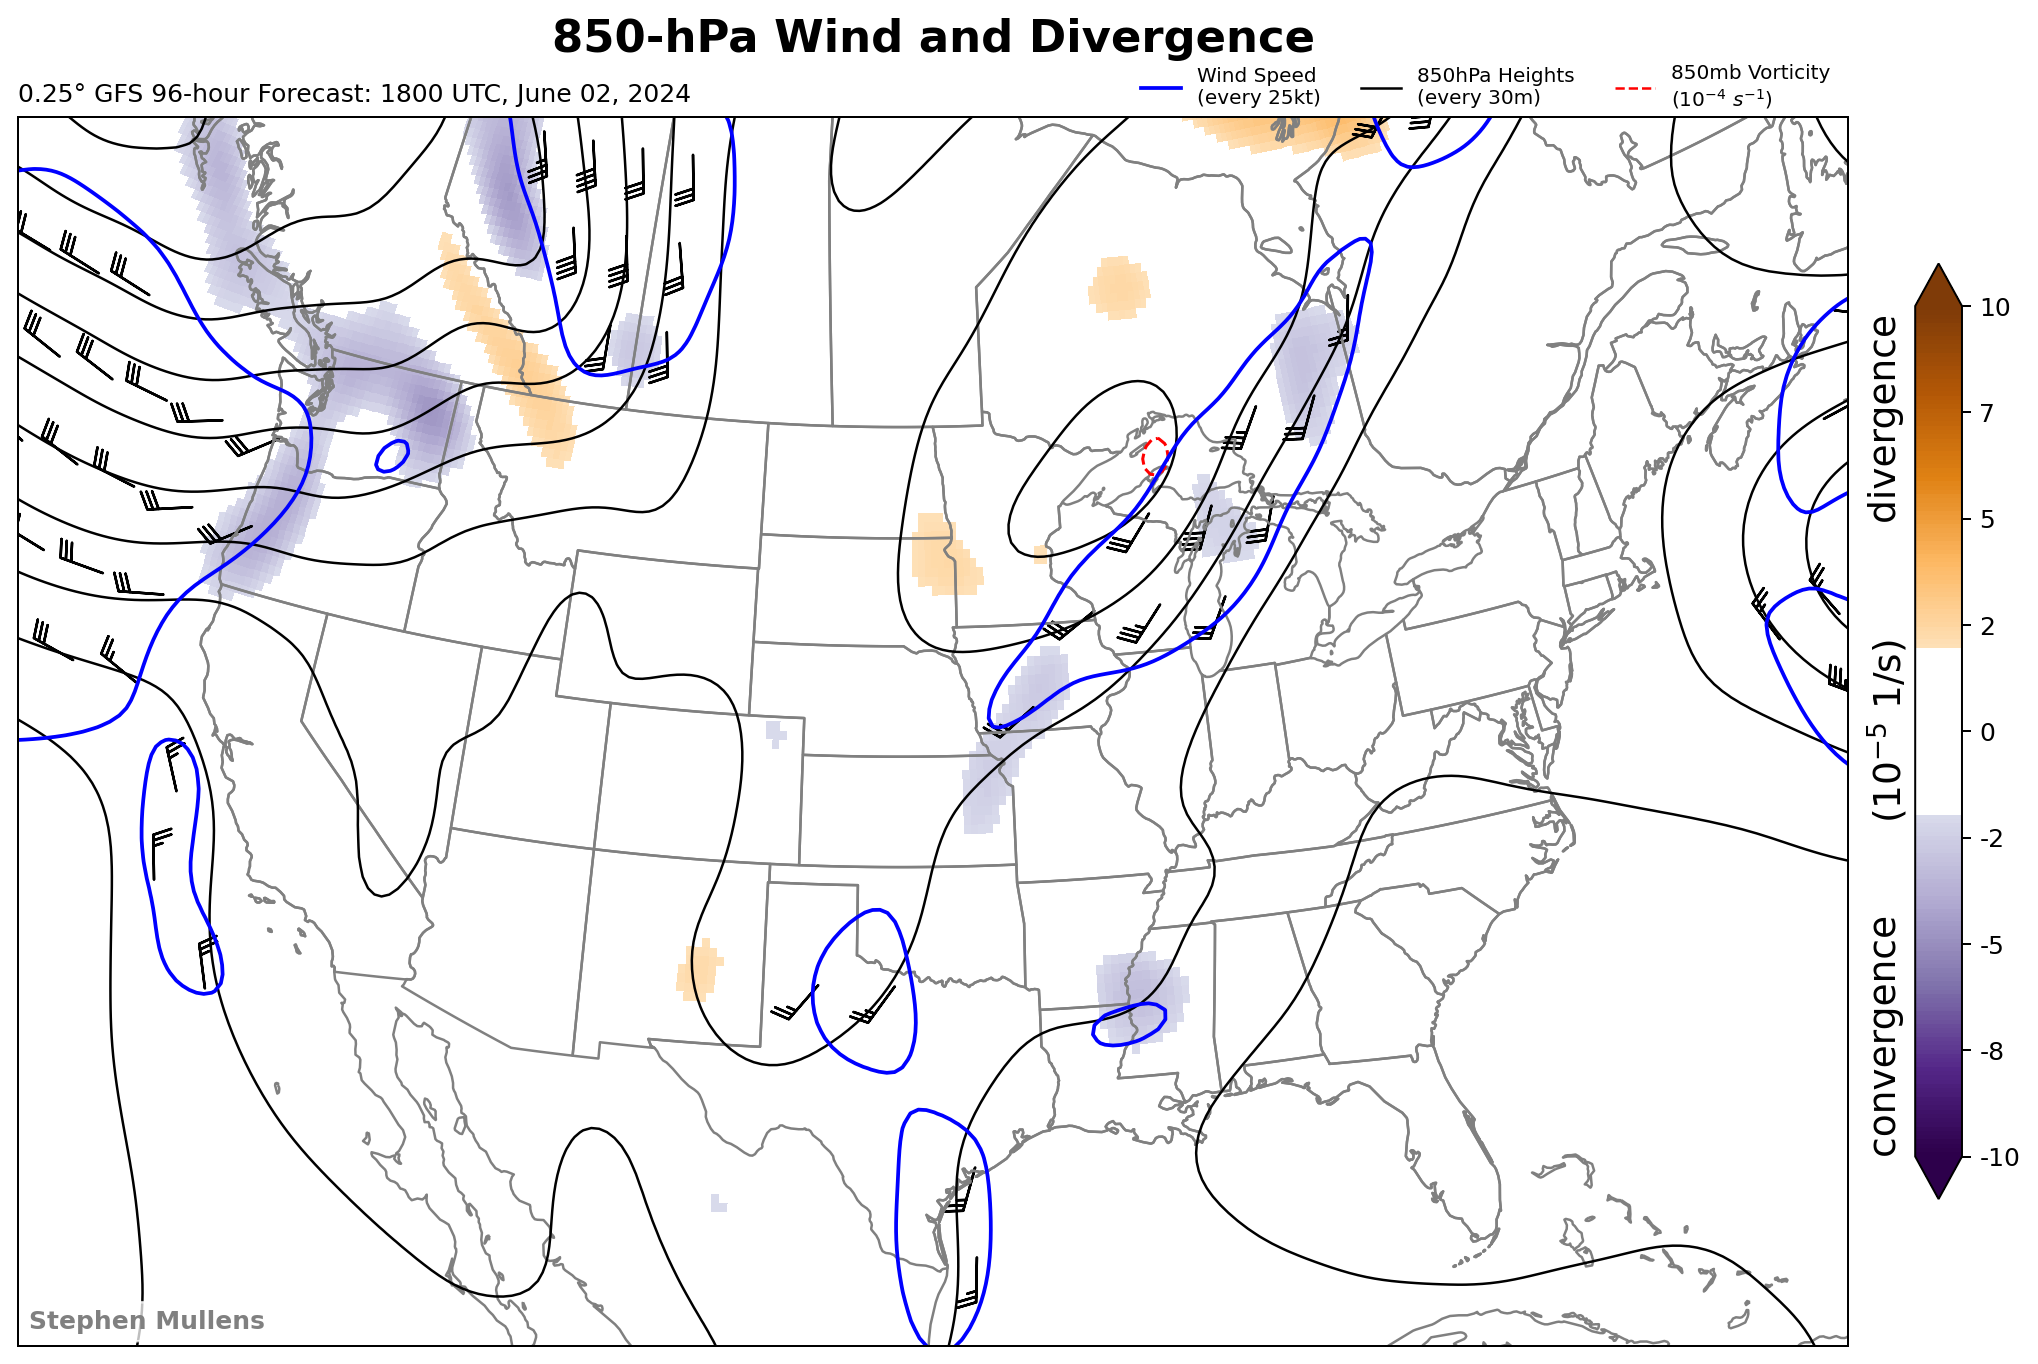 850-hPa Wind and Divergence
0.25° GFS 96-hour Forecast: 1800 UTC, June 02, 2024
Wind Speed
(every 25kt)
850hPa Heights
(every 30m)
850mb Vorticity
(10⁻⁴ s⁻¹)
10
7
5
2
0
-2
-5
-8
-10
convergence (10⁻⁵ 1/s) divergence
Stephen Mullens